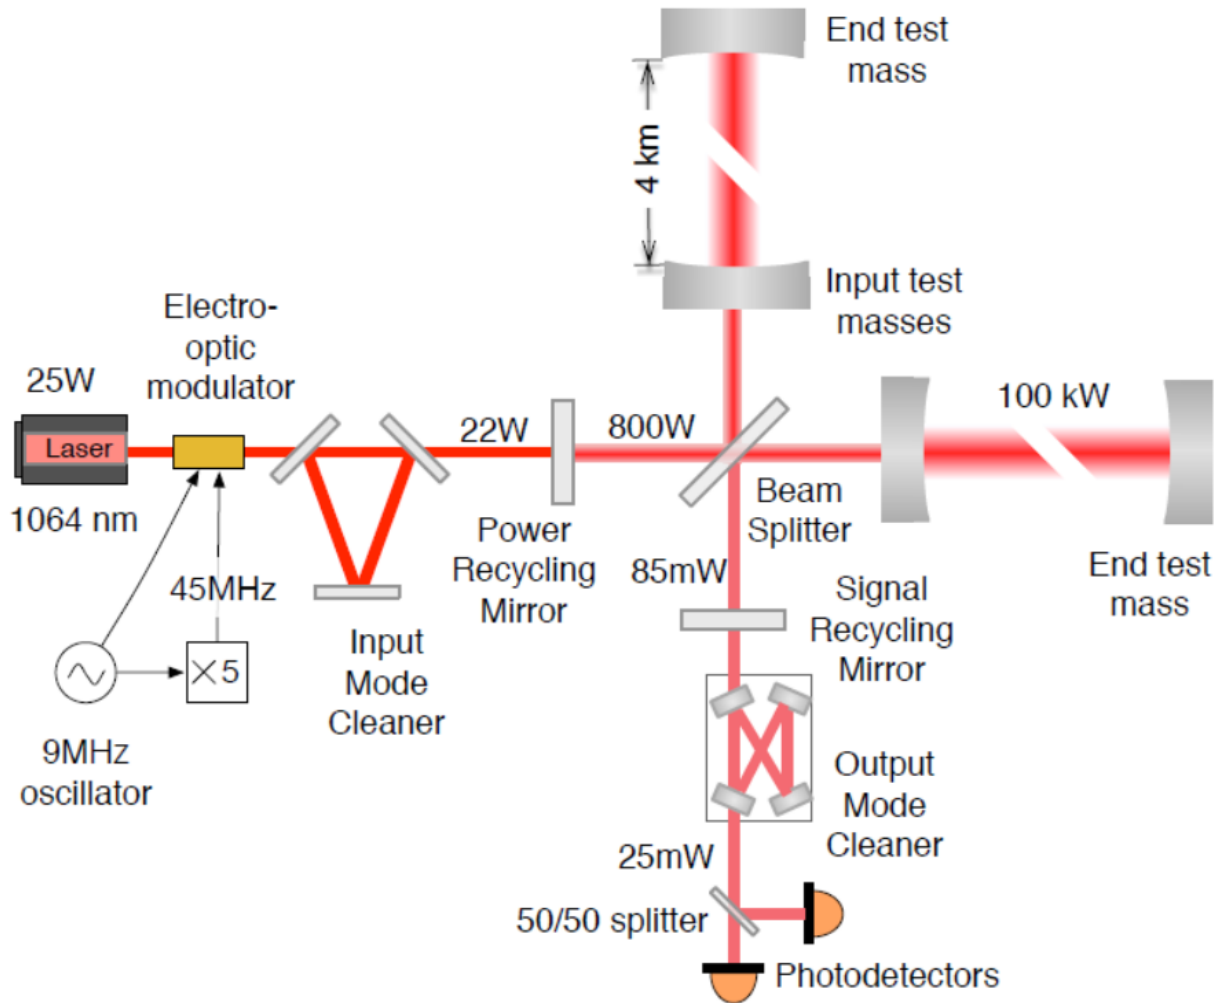 End test
mass
4 km
Input test
masses
Electro-
optic
modulator
25W
Laser
1064 nm
22W
800W
100 kW
Power
Recycling
Mirror
Beam
Splitter
End test
mass
45MHz
×5
9MHz
oscillator
Input
Mode
Cleaner
85mW
Signal
Recycling
Mirror
Output
Mode
Cleaner
25mW
50/50 splitter
Photodetectors